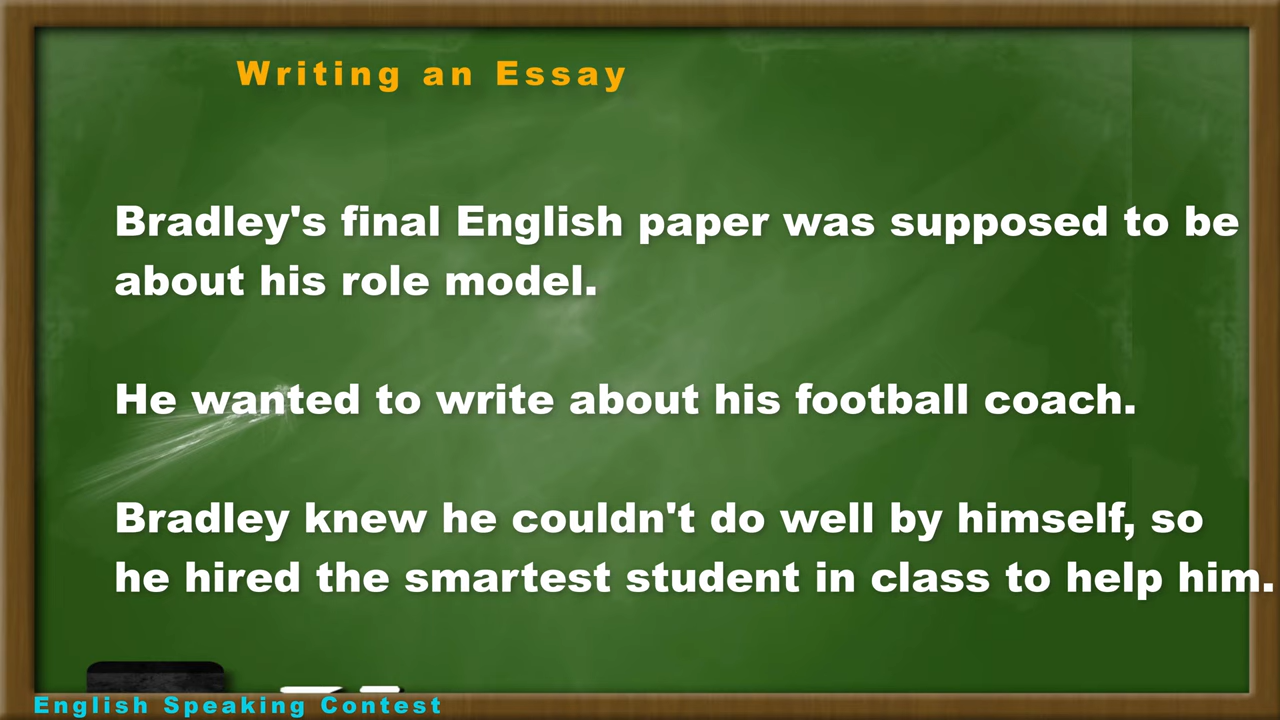 Writing an Essay
Bradley's final English paper was supposed to be
about his role model.
He wanted to write about his football coach.
Bradley knew he couldn't do well by himself, so
he hired the smartest student in class to help him.
English Speaking Contest